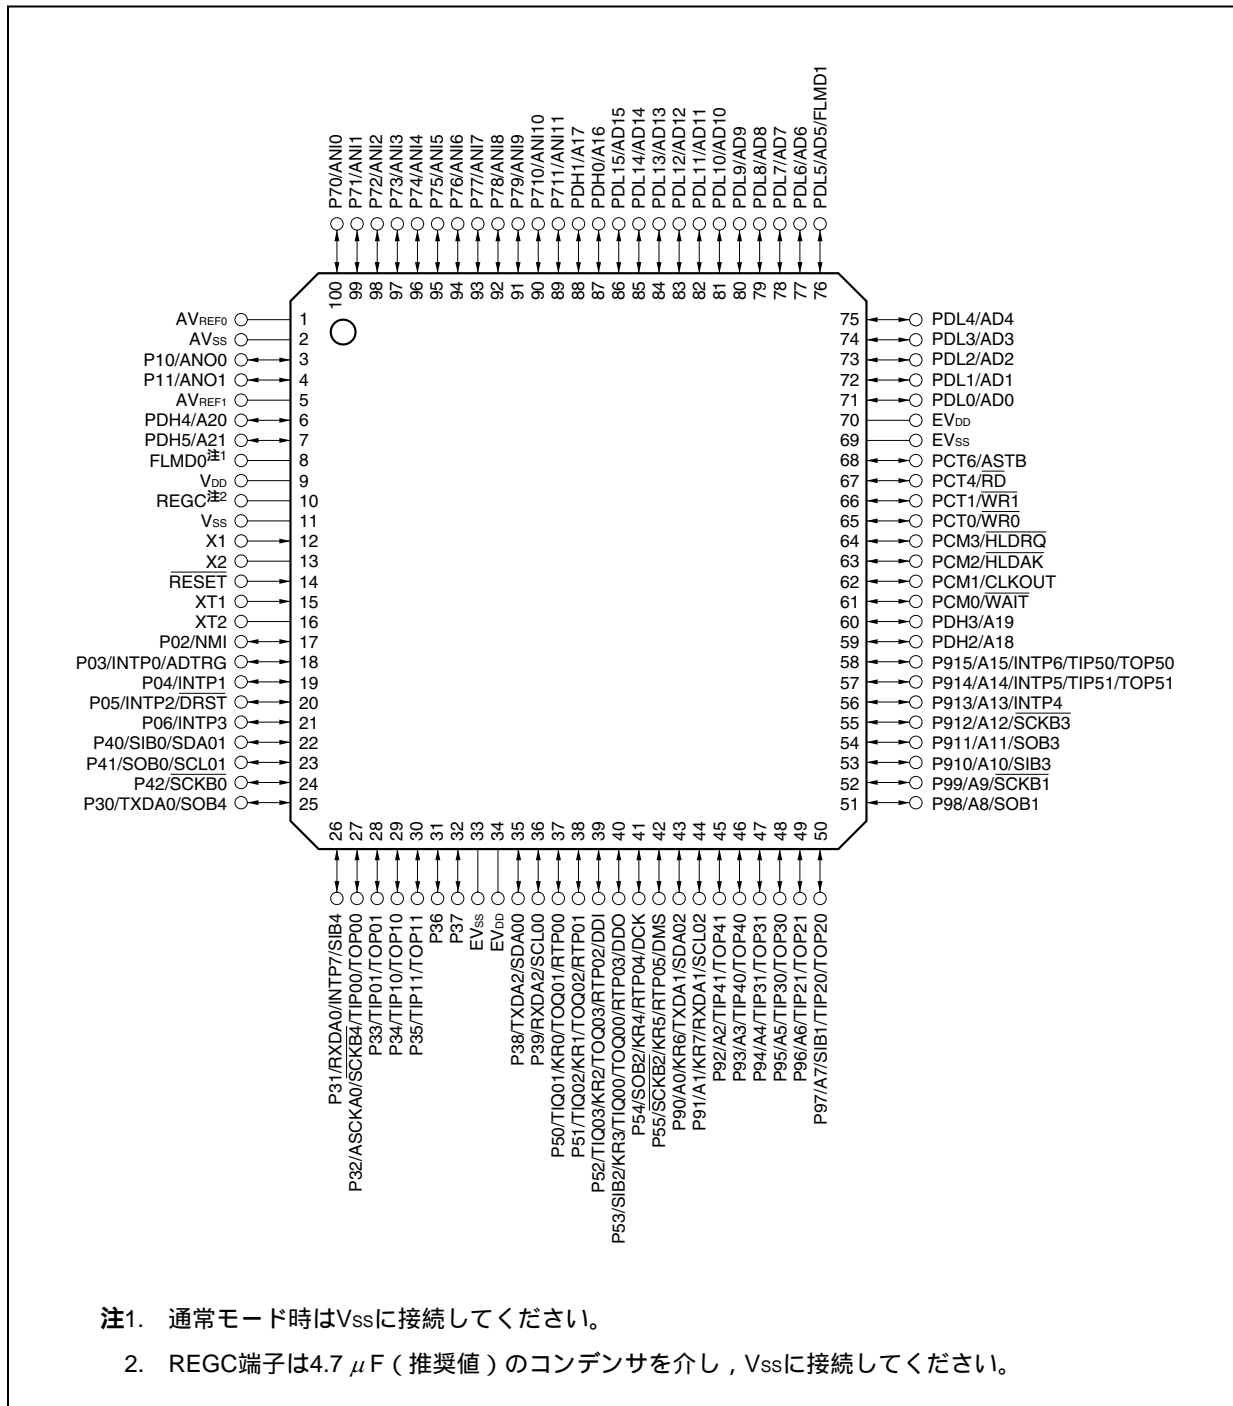 P70/ANI0
P71/ANI1
P72/ANI2
P73/ANI3
P74/ANI4
P75/ANI5
P76/ANI6
P77/ANI7
P78/ANI8
P79/ANI9
P710/ANI10
P711/ANI11
PDH1/A17
PDH0/A16
PDL15/AD15
PDL14/AD14
PDL13/AD13
PDL12/AD12
PDL11/AD11
PDL10/AD10
PDL9/AD9
PDL8/AD8
PDL7/AD7
PDL6/AD6
PDL5/AD5/FLMD1
100 99 98 97 96 95 94 93 92 91 90 89 88 87 86 85 84 83 82 81 80 79 78 77 76
AVREF0 1
AVss 2
P10/ANO0 3
P11/ANO1 4
AVREF1 5
PDH4/A20 6
PDH5/A21 7
FLMD0注1 8
VDD 9
REGC注2 10
Vss 11
X1 12
X2 13
RESET 14
XT1 15
XT2 16
P02/NMI 17
P03/INTP0/ADTRG 18
P04/INTP1 19
P05/INTP2/DRST 20
P06/INTP3 21
P40/SIB0/SDA01 22
P41/SOB0/SCL01 23
P42/SCKB0 24
P30/TXDA0/SOB4 25
75 PDL4/AD4
74 PDL3/AD3
73 PDL2/AD2
72 PDL1/AD1
71 PDL0/AD0
70 EVDD
69 EVss
68 PCT6/ASTB
67 PCT4/RD
66 PCT1/WR1
65 PCT0/WR0
64 PCM3/HLDRQ
63 PCM2/HLDAK
62 PCM1/CLKOUT
61 PCM0/WAIT
60 PDH3/A19
59 PDH2/A18
58 P915/A15/INTP6/TIP50/TOP50
57 P914/A14/INTP5/TIP51/TOP51
56 P913/A13/INTP4
55 P912/A12/SCKB3
54 P911/A11/SOB3
53 P910/A10/SIB3
52 P99/A9/SCKB1
51 P98/A8/SOB1
26 27 28 29 30 31 32 33 34 35 36 37 38 39 40 41 42 43 44 45 46 47 48 49 50
P31/RXDA0/INTP7/SIB4
P32/ASCKA0/SCKB4/TIP00/TOP00
P33/TIP01/TOP01
P34/TIP10/TOP10
P35/TIP11/TOP11
P36
P37
EVss
EVDD
P38/TXDA2/SDA00
P39/RXDA2/SCL00
P50/TIQ01/KR0/TOQ01/RTP00
P51/TIQ02/KR1/TOQ02/RTP01
P52/TIQ03/KR2/TOQ03/RTP02/DDI
P53/SIB2/KR3/TIQ00/TOQ00/RTP03/DDO
P54/SOB2/KR4/RTP04/DCK
P55/SCKB2/KR5/RTP05/DMS
P90/A0/KR6/TXDA1/SDA02
P91/A1/KR7/RXDA1/SCL02
P92/A2/TIP41/TOP41
P93/A3/TIP40/TOP40
P94/A4/TIP31/TOP31
P95/A5/TIP30/TOP30
P96/A6/TIP21/TOP21
P97/A7/SIB1/TIP20/TOP20
注1. 通常モード時はVssに接続してください。
2. REGC端子は4.7 μF（推奨値）のコンデンサを介し，Vssに接続してください。